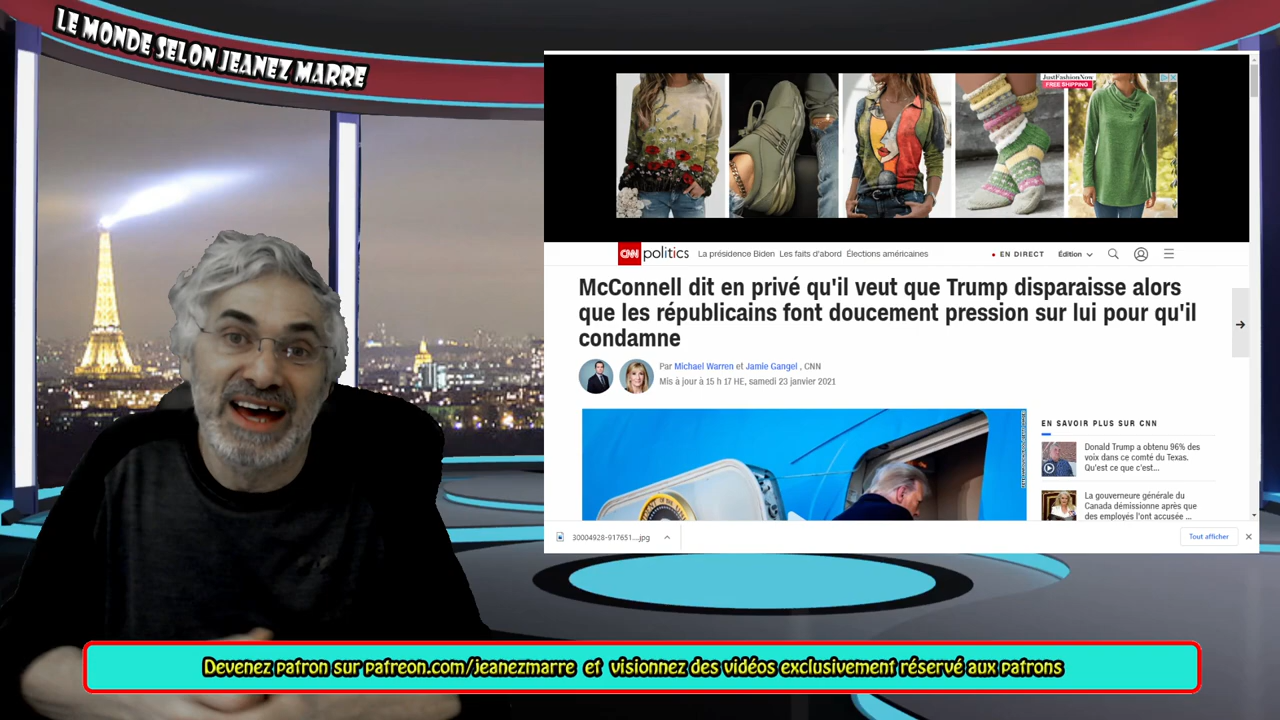 LE MONDE SELON JEANEZ MARRE
JUSTFASHIONNOW
FREE SHIPPING
CNN politics La présidence Biden Les faits d'abord Élections américaines
EN DIRECT Édition
McConnell dit en privé qu'il veut que Trump disparaisse alors
que les républicains font doucement pression sur lui pour qu'il
condamne
Par Michael Warren et Jamie Gangel , CNN
Mis à jour à 15 h 17 HE, samedi 23 janvier 2021
EN SAVOIR PLUS SUR CNN
Donald Trump a obtenu 96% des
voix dans ce comté du Texas.
Qu'est ce que c'est...
La gouverneure générale du
Canada démissionne après que
des employés l'ont accusée ...
30004928-917651....jpg
Tout afficher
Devenez patron sur patreon.com/jeanezmarre et visionnez des vidéos exclusivement réservé aux patrons